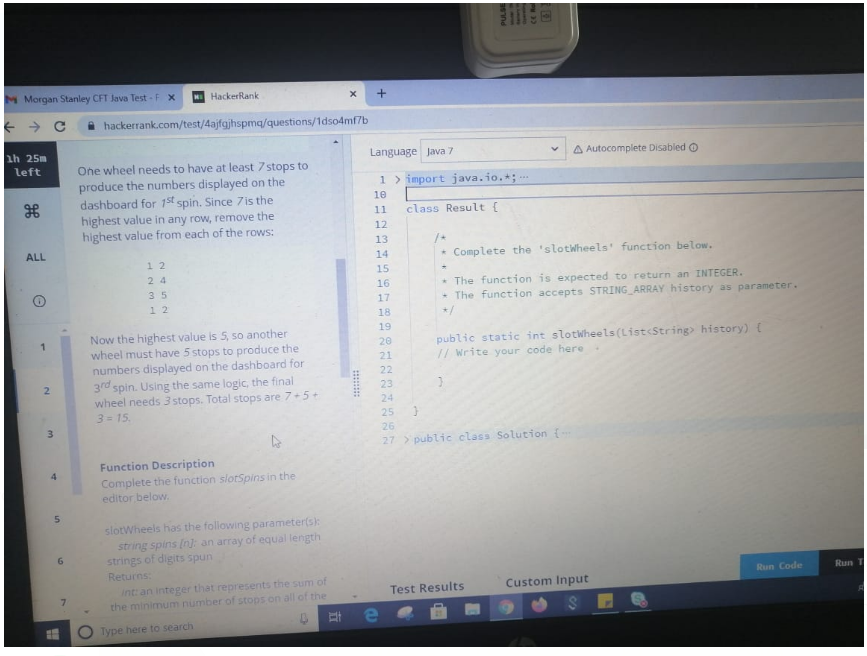 PULSE
Morgan Stanley CFT Java Test - F
HackerRank
hackerrank.com/test/4ajfgjhspmq/questions/1dso4mf7b
1h 25m
left
ALL
1
2
3
4
5
6
7
One wheel needs to have at least 7 stops to
produce the numbers displayed on the
dashboard for 1st spin. Since 7 is the
highest value in any row, remove the
highest value from each of the rows:
1 2
2 4
3 5
1 2
Now the highest value is 5, so another
wheel must have 5 stops to produce the
numbers displayed on the dashboard for
3rd spin. Using the same logic, the final
wheel needs 3 stops. Total stops are 7 + 5 +
3 = 15.
Function Description
Complete the function slotSpins in the
editor below.
slotWheels has the following parameter(s):
string spins [n]: an array of equal length
strings of digits spun
Returns:
int: an integer that represents the sum of
the minimum number of stops on all of the
Language Java 7
Autocomplete Disabled
1 > import java.io.*;...
10
11 class Result {
12
13 /*
14 * Complete the 'slotWheels' function below.
15 *
16 * The function is expected to return an INTEGER.
17 * The function accepts STRING_ARRAY history as parameter.
18 */
19
20 public static int slotWheels(List<String> history) {
21 // Write your code here
22
23 }
24
25 }
26
27 > public class Solution {...
Test Results Custom Input
Run Code
Run T
Type here to search